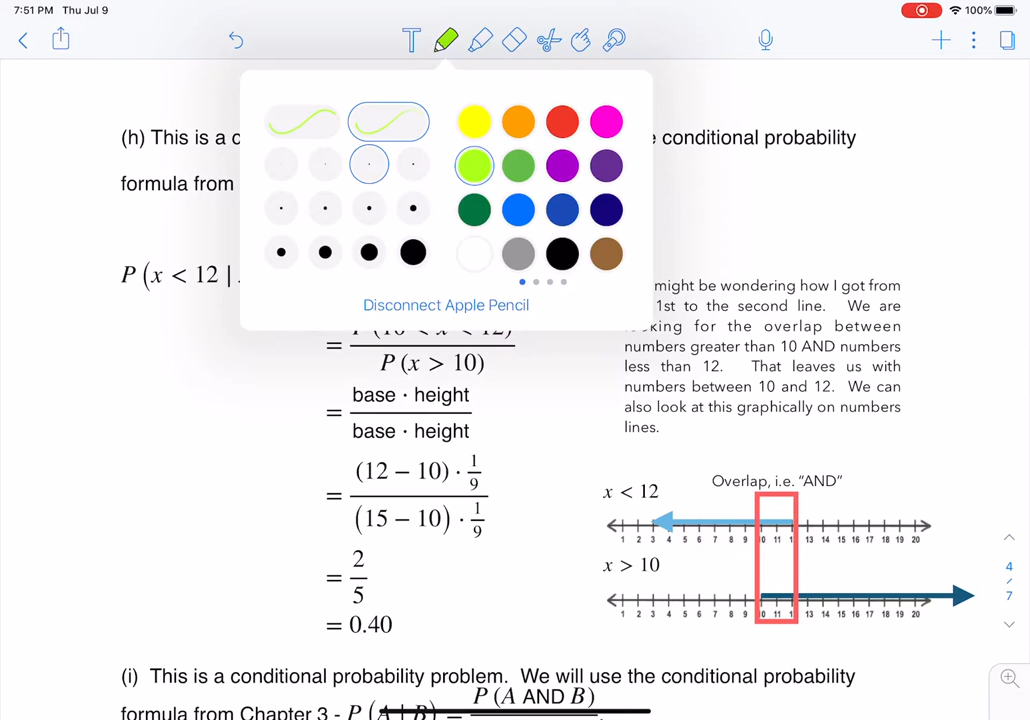 7:51 PM Thu Jul 9
100%
T
(h) This is a c
e conditional probability
formula from
P (x < 12 |
Disconnect Apple Pencil
might be wondering how I got from
1st to the second line. We are
king for the overlap between
numbers greater than 10 AND numbers
less than 12. That leaves us with
numbers between 10 and 12. We can
also look at this graphically on numbers
lines.
= P (10 < x < 12)
P (x > 10)
= base · height
base · height
= (12 − 10) · 1/9
(15 − 10) · 1/9
= 2
5
= 0.40
Overlap, i.e. “AND”
x < 12
1 2 3 4 5 6 7 8 9 10 11 1 13 14 15 16 17 18 19 20
x > 10
1 2 3 4 5 6 7 8 9 10 11 1 13 14 15 16 17 18 19 20
4
/
7
(i) This is a conditional probability problem. We will use the conditional probability
formula from Chapter 3 - P (A | B) = P (A AND B)